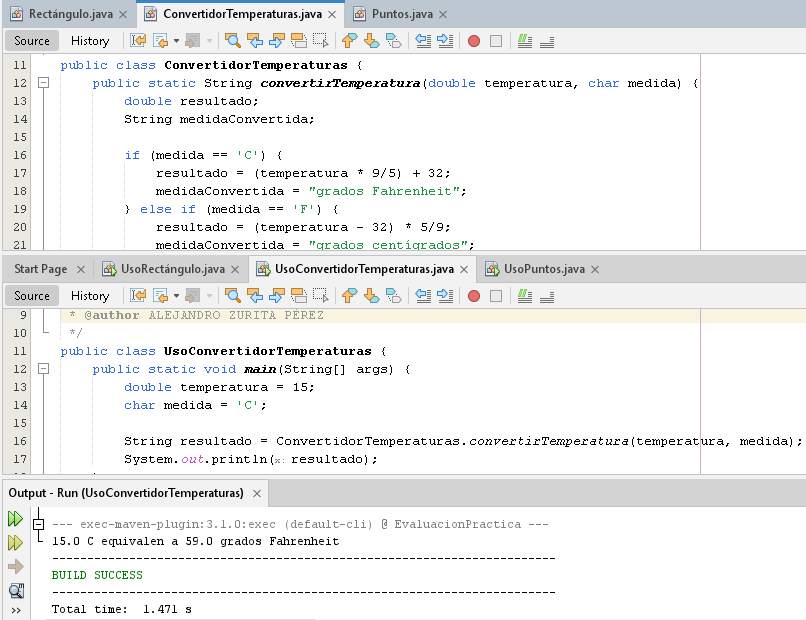 Rectángulo.java × ConvertidorTemperaturas.java × Puntos.java ×
Source History
11 public class ConvertidorTemperaturas {
12 public static String convertirTemperatura(double temperatura, char medida) {
13 double resultado;
14 String medidaConvertida;
15
16 if (medida == 'C') {
17 resultado = (temperatura * 9/5) + 32;
18 medidaConvertida = "grados Fahrenheit";
19 } else if (medida == 'F') {
20 resultado = (temperatura - 32) * 5/9;
21 medidaConvertida = "grados centígrados";
Start Page × UsoRectángulo.java × UsoConvertidorTemperaturas.java × UsoPuntos.java ×
Source History
9 * @author ALEJANDRO ZURITA PÉREZ
10 */
11 public class UsoConvertidorTemperaturas {
12 public static void main(String[] args) {
13 double temperatura = 15;
14 char medida = 'C';
15
16 String resultado = ConvertidorTemperaturas.convertirTemperatura(temperatura, medida);
17 System.out.println(x: resultado);
Output - Run (UsoConvertidorTemperaturas) ×
--- exec-maven-plugin:3.1.0:exec (default-cli) @ EvaluacionPractica ---
15.0 C equivalen a 59.0 grados Fahrenheit
------------------------------------------------------------------------
BUILD SUCCESS
------------------------------------------------------------------------
Total time: 1.471 s